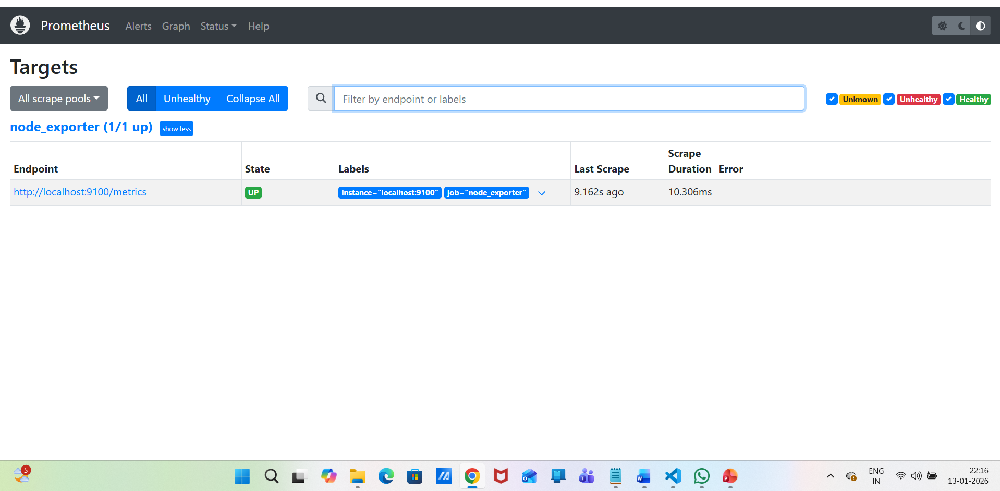 Prometheus Alerts Graph Status Help
Targets
All scrape pools All Unhealthy Collapse All Filter by endpoint or labels Unknown Unhealthy Healthy
node_exporter (1/1 up) show less
Endpoint State Labels Last Scrape Scrape Duration Error
http://localhost:9100/metrics UP instance="localhost:9100" job="node_exporter" 9.162s ago 10.306ms
5
ENG
IN
22:16
13-01-2026